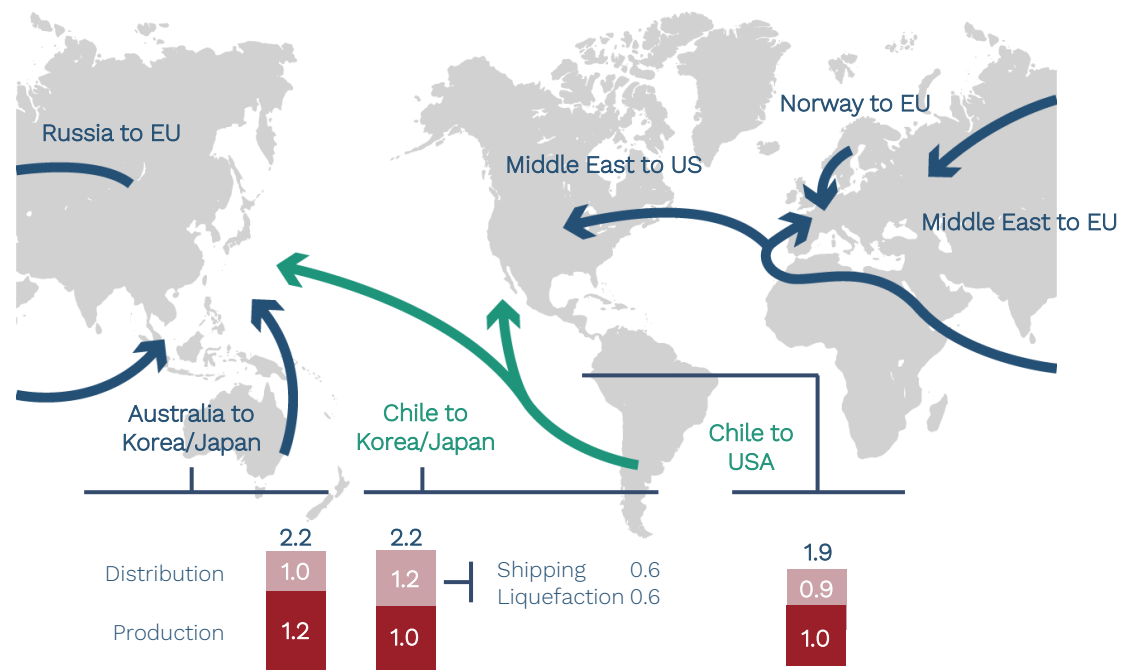 Norway to EU
Russia to EU
Middle East to US
Middle East to EU
Australia to
Korea/Japan
Chile to
Korea/Japan
Chile to
USA
2.2
2.2
1.9
Distribution
1.0
1.2
Shipping 0.6
Liquefaction 0.6
0.9
Production
1.2
1.0
1.0